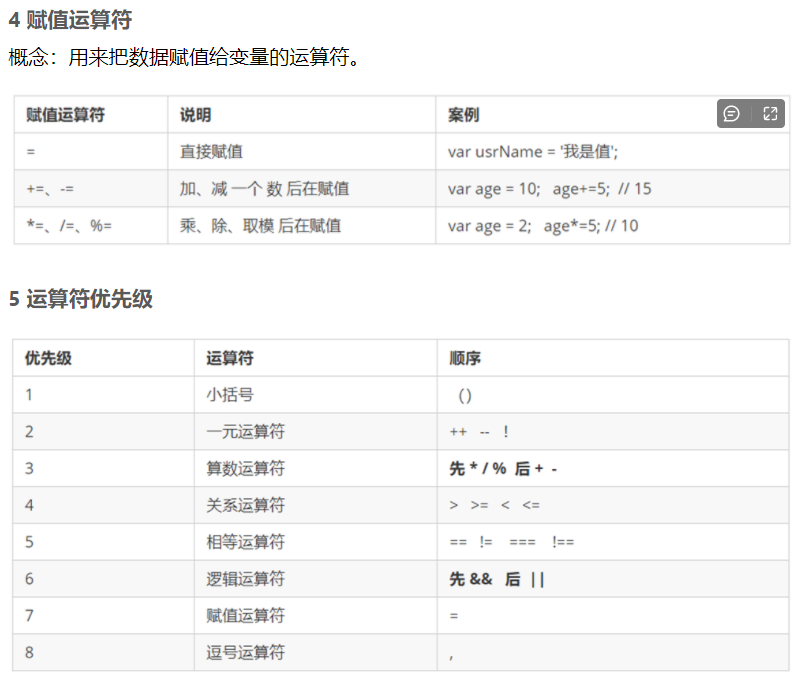 4 赋值运算符
概念：用来把数据赋值给变量的运算符。
赋值运算符 说明 案例
= 直接赋值 var usrName = '我是值';
+=、-= 加、减 一个 数 后在赋值 var age = 10; age+=5; // 15
*=、/=、%= 乘、除、取模 后在赋值 var age = 2; age*=5; // 10
5 运算符优先级
优先级 运算符 顺序
1 小括号 ()
2 一元运算符 ++ -- !
3 算数运算符 先 * / % 后 + -
4 关系运算符 > >= < <=
5 相等运算符 == != === !==
6 逻辑运算符 先 && 后 ||
7 赋值运算符 =
8 逗号运算符 ,